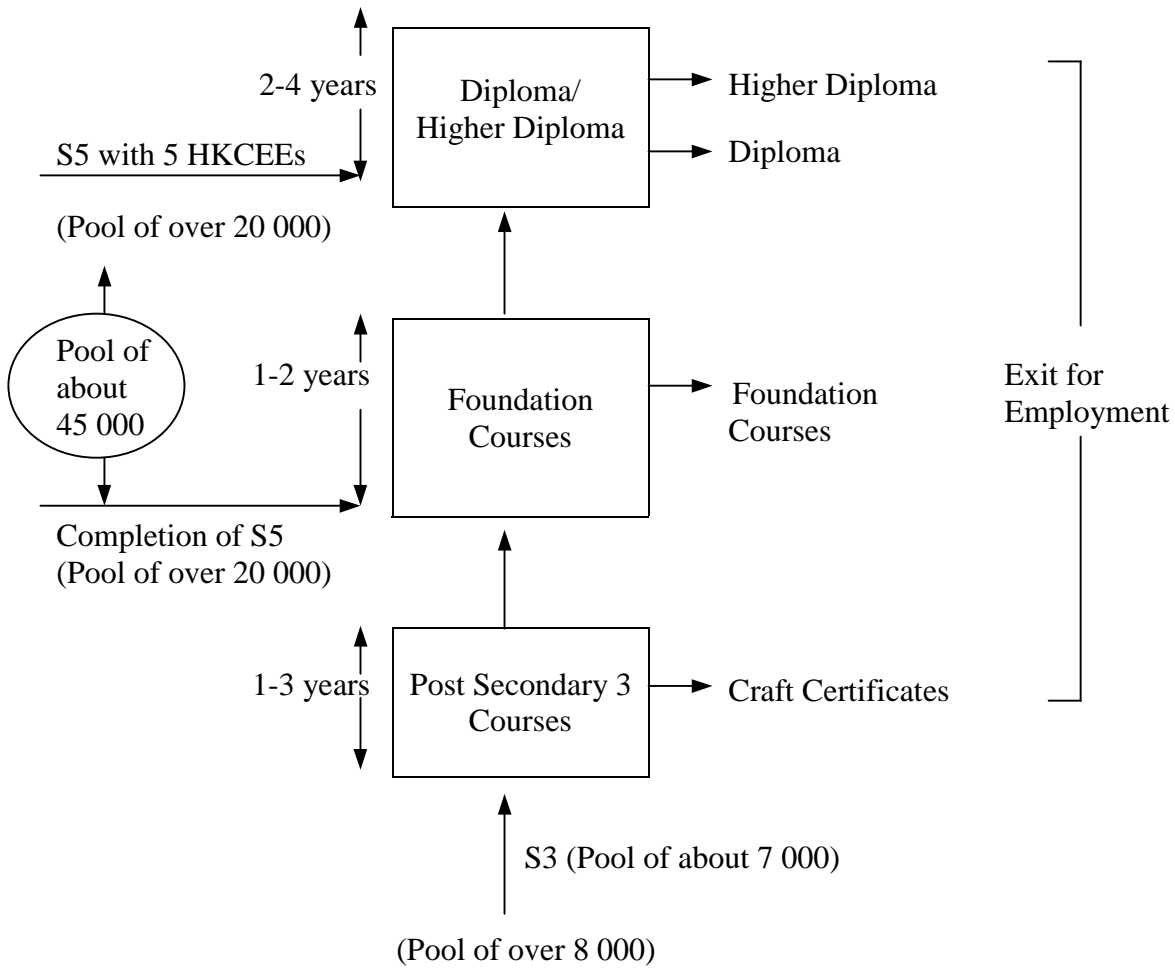 2-4 years
Diploma/
Higher Diploma
Higher Diploma
Diploma
S5 with 5 HKCEEs
(Pool of over 20 000)
Pool of
about
45 000
1-2 years
Foundation
Courses
Foundation
Courses
Exit for
Employment
Completion of S5
(Pool of over 20 000)
1-3 years
Post Secondary 3
Courses
Craft Certificates
S3 (Pool of about 7 000)
(Pool of over 8 000)